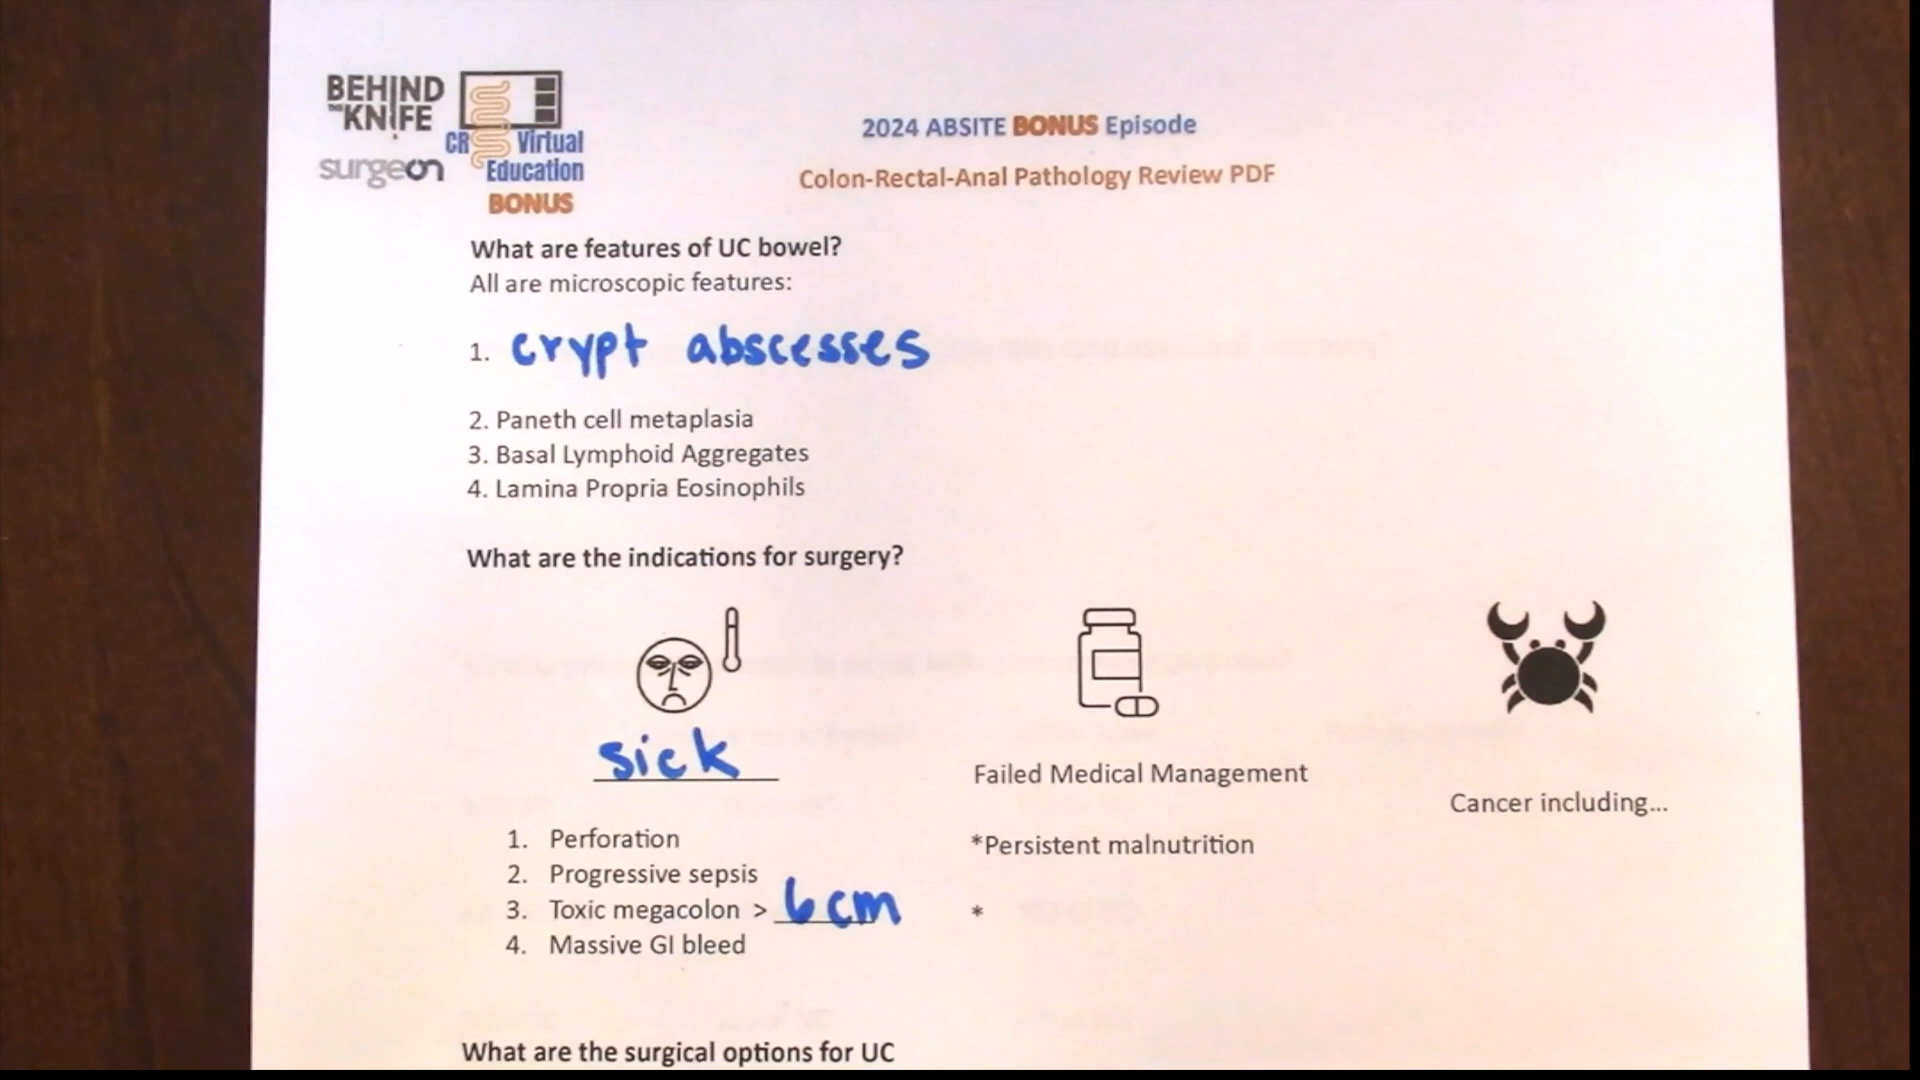 BEHIND
THE KNIFE
surgeon
CR Virtual
Education
BONUS
2024 ABSITE BONUS Episode
Colon-Rectal-Anal Pathology Review PDF
What are features of UC bowel?
All are microscopic features:
1. crypt abscesses
2. Paneth cell metaplasia
3. Basal Lymphoid Aggregates
4. Lamina Propria Eosinophils
What are the indications for surgery?
sick
1. Perforation
2. Progressive sepsis
3. Toxic megacolon > 6cm
4. Massive GI bleed
Failed Medical Management
*Persistent malnutrition
*
Cancer including...
What are the surgical options for UC